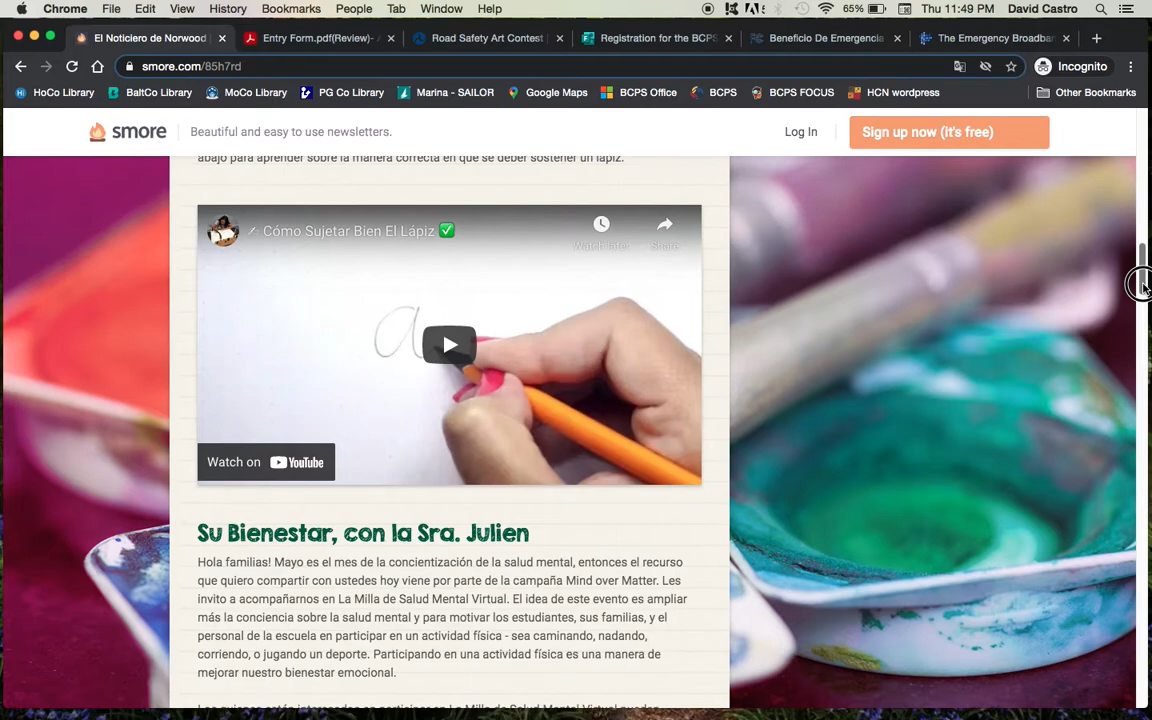 Chrome File Edit View History Bookmarks People Tab Window Help 65% Thu 11:49 PM David Castro
El Noticiero de Norwood Entry Form.pdf(Review)- Road Safety Art Contest Registration for the BCPS Beneficio De Emergencia The Emergency Broadban
smore.com/85h7rd Incognito
HoCo Library BaltCo Library MoCo Library PG Co Library Marina - SAILOR Google Maps BCPS Office BCPS BCPS FOCUS HCN wordpress Other Bookmarks
smore Beautiful and easy to use newsletters. Log In Sign up now (it's free)
abajo para aprender sobre la manera correcta en que se deber sostener un lápiz.
Cómo Sujetar Bien El Lápiz
Watch later Share
a
Watch on YouTube
Su Bienestar, con la Sra. Julien
Hola familias! Mayo es el mes de la concientización de la salud mental, entonces el recurso
que quiero compartir con ustedes hoy viene por parte de la campaña Mind over Matter. Les
invito a acompañarnos en La Milla de Salud Mental Virtual. El idea de este evento es ampliar
más la conciencia sobre la salud mental y para motivar los estudiantes, sus familias, y el
personal de la escuela en participar en un actividad física - sea caminando, nadando,
corriendo, o jugando un deporte. Participando en una actividad física es una manera de
mejorar nuestro bienestar emocional.